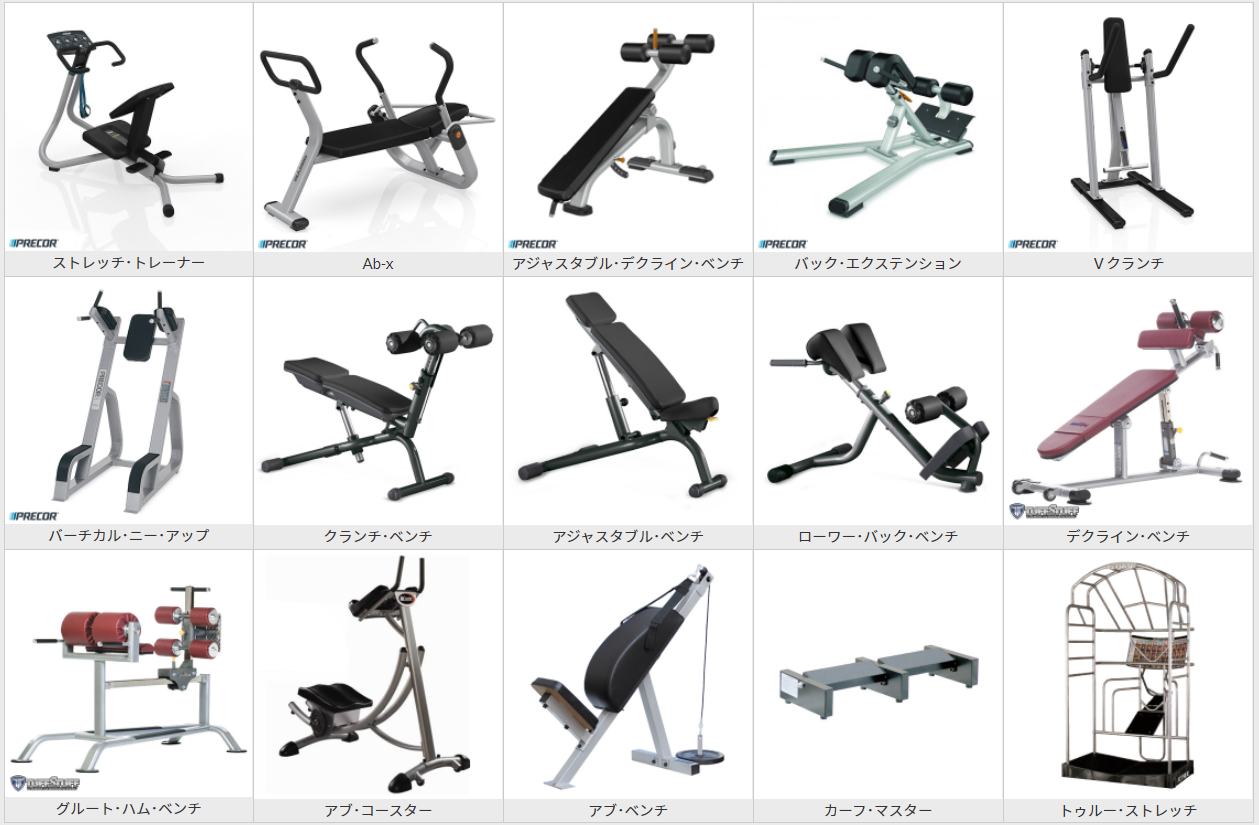 PRECOR
PRECOR
PRECOR
PRECOR
PRECOR
ストレッチ・トレーナー
Ab-x
アジャスタブル・デクライン・ベンチ
バック・エクステンション
V クランチ
PRECOR
TUFFSTUFF
バーチカル・ニー・アップ
クランチ・ベンチ
アジャスタブル・ベンチ
ローワー・バック・ベンチ
デクライン・ベンチ
TUFFSTUFF
グルート・ハム・ベンチ
アブ・コースター
アブ・ベンチ
カーフ・マスター
トゥルー・ストレッチ